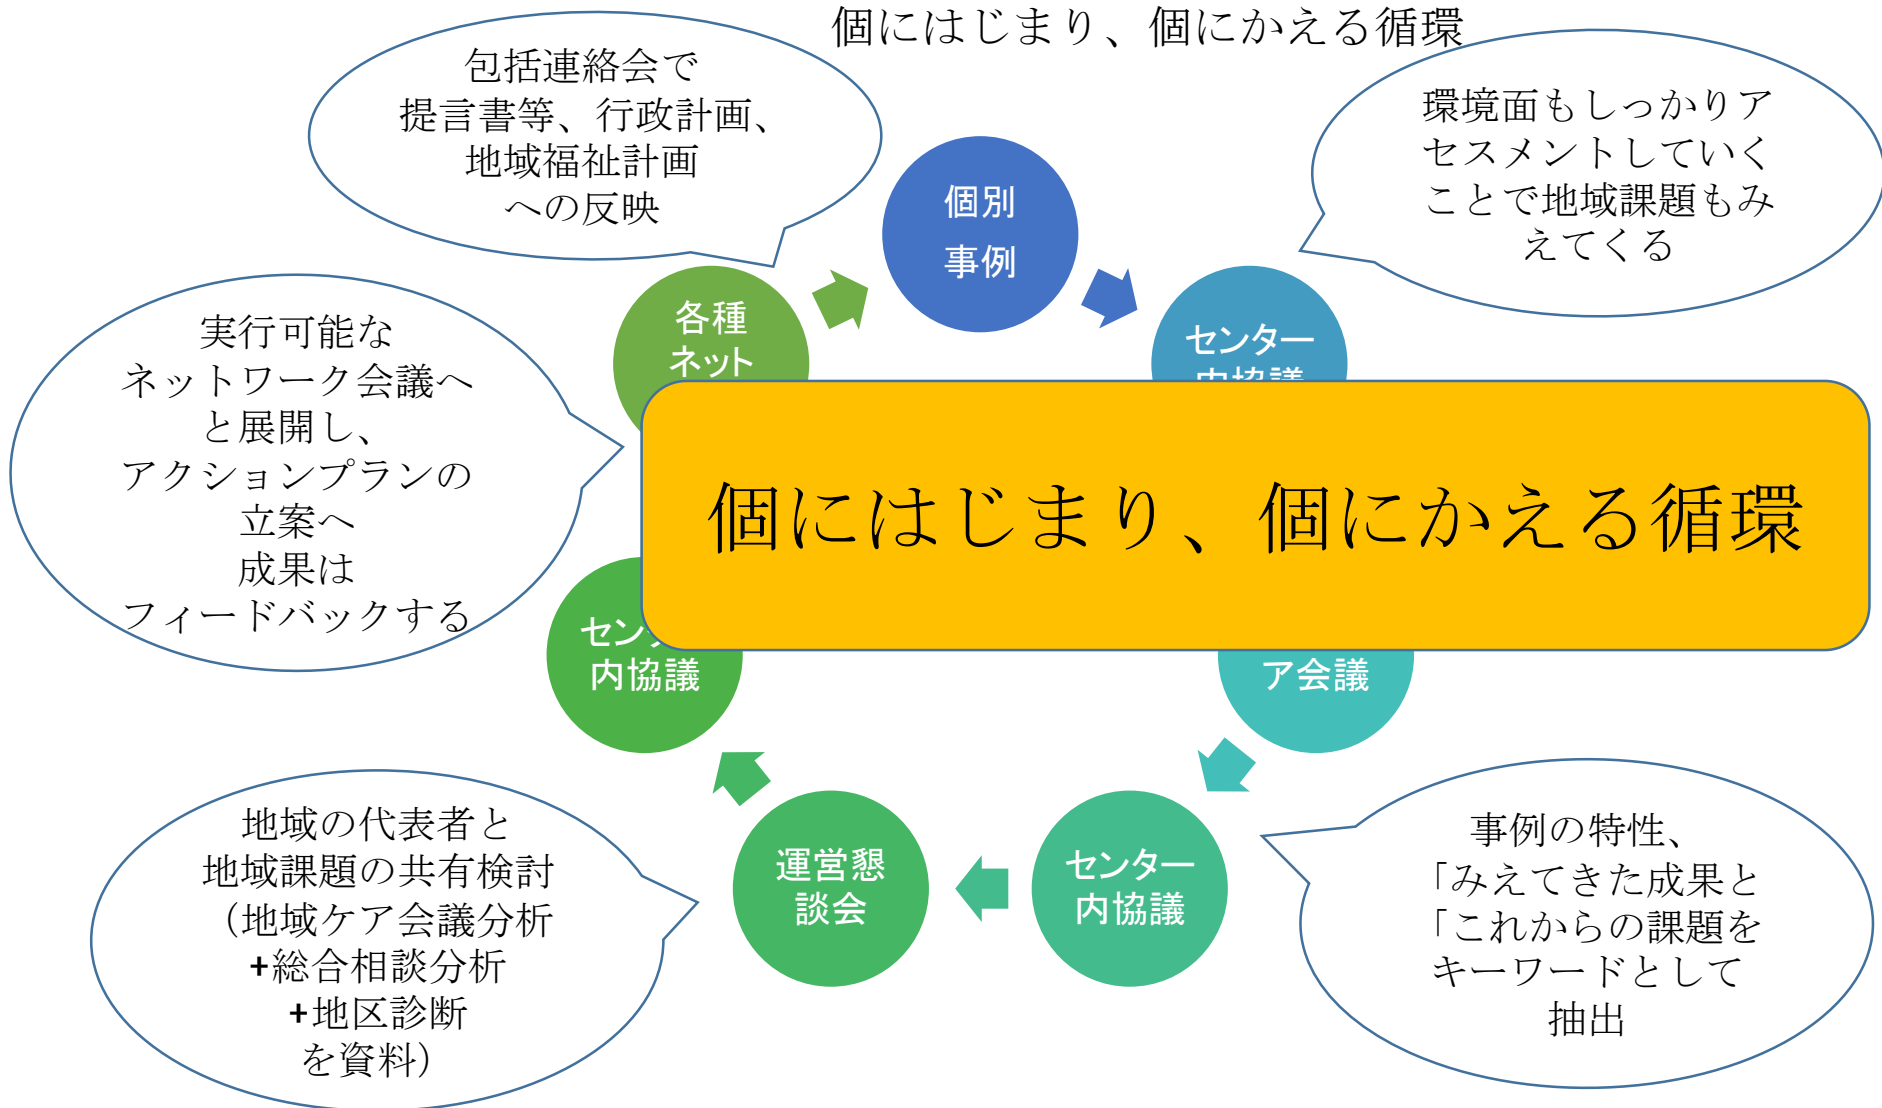 個にはじまり、個にかえる循環
包括連絡会で
提言書等、行政計画、
地域福祉計画
への反映
環境面もしっかりア
セスメントしていく
ことで地域課題もみ
えてくる
個別
事例
センター
内協議
各種
ネット
実行可能な
ネットワーク会議へ
と展開し、
アクションプランの
立案へ
成果は
フィードバックする
個にはじまり、個にかえる循環
センター
内協議
ア会議
地域の代表者と
地域課題の共有検討
（地域ケア会議分析
+総合相談分析
+地区診断
を資料）
運営懇
談会
センター
内協議
事例の特性、
「みえてきた成果と
「これからの課題を
キーワードとして
抽出